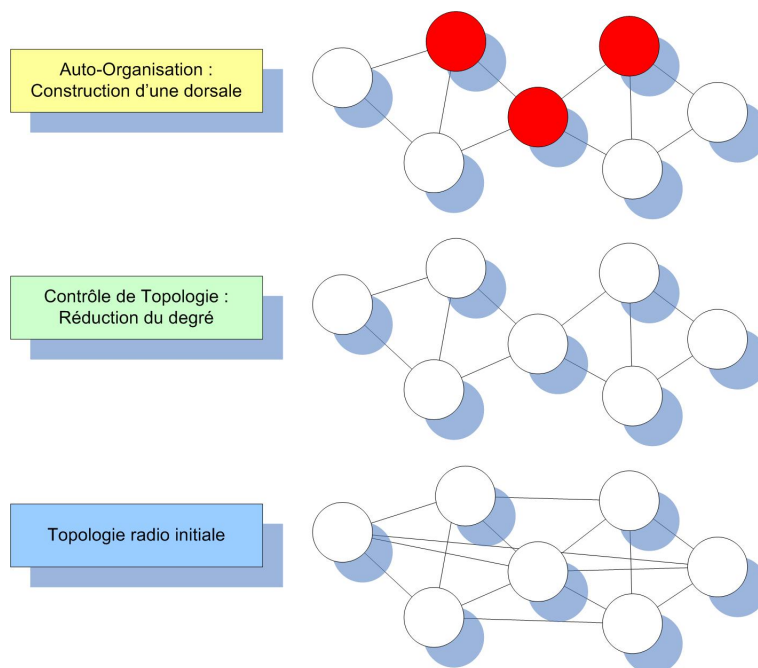 Auto-Organisation :
Construction d'une dorsale
Contrôle de Topologie :
Réduction du degré
Topologie radio initiale